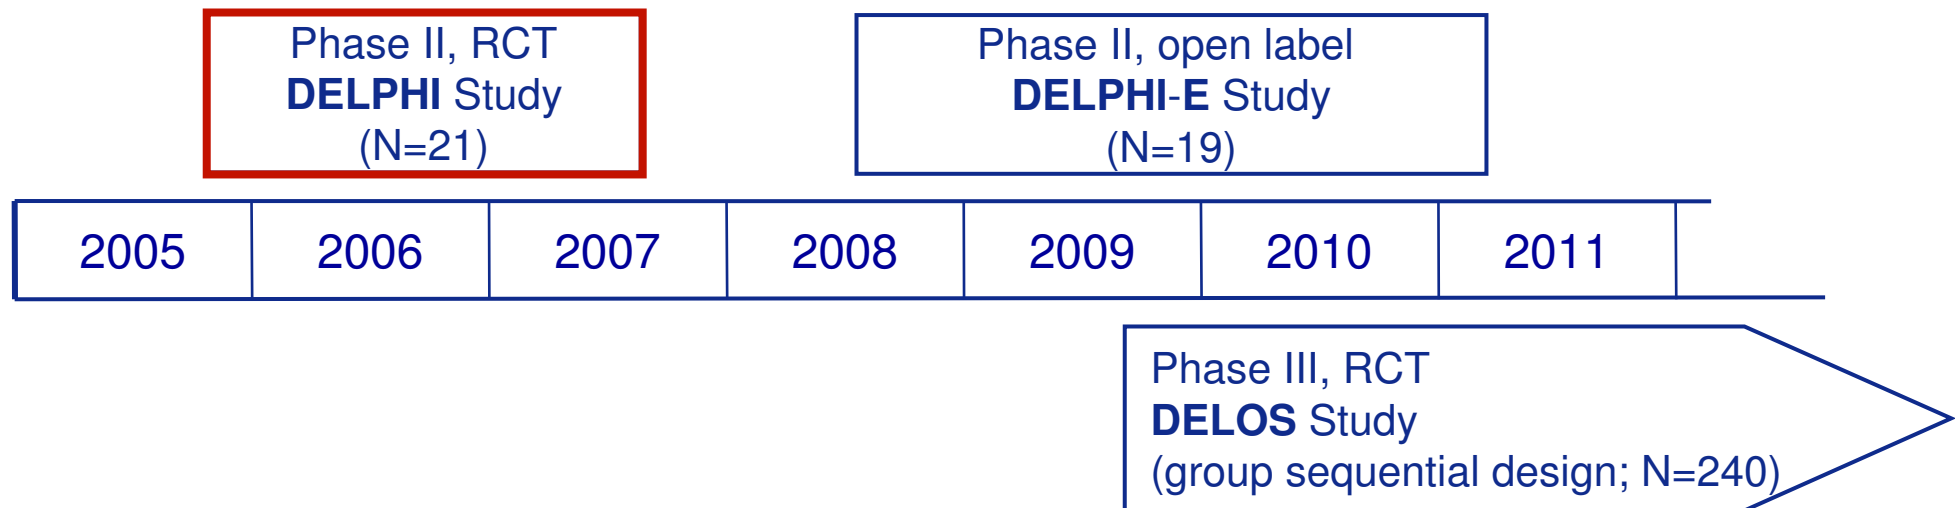 Phase II, RCT
DELPHI Study
(N=21)
Phase II, open label
DELPHI-E Study
(N=19)
2005 2006 2007 2008 2009 2010 2011
Phase III, RCT
DELOS Study
(group sequential design; N=240)